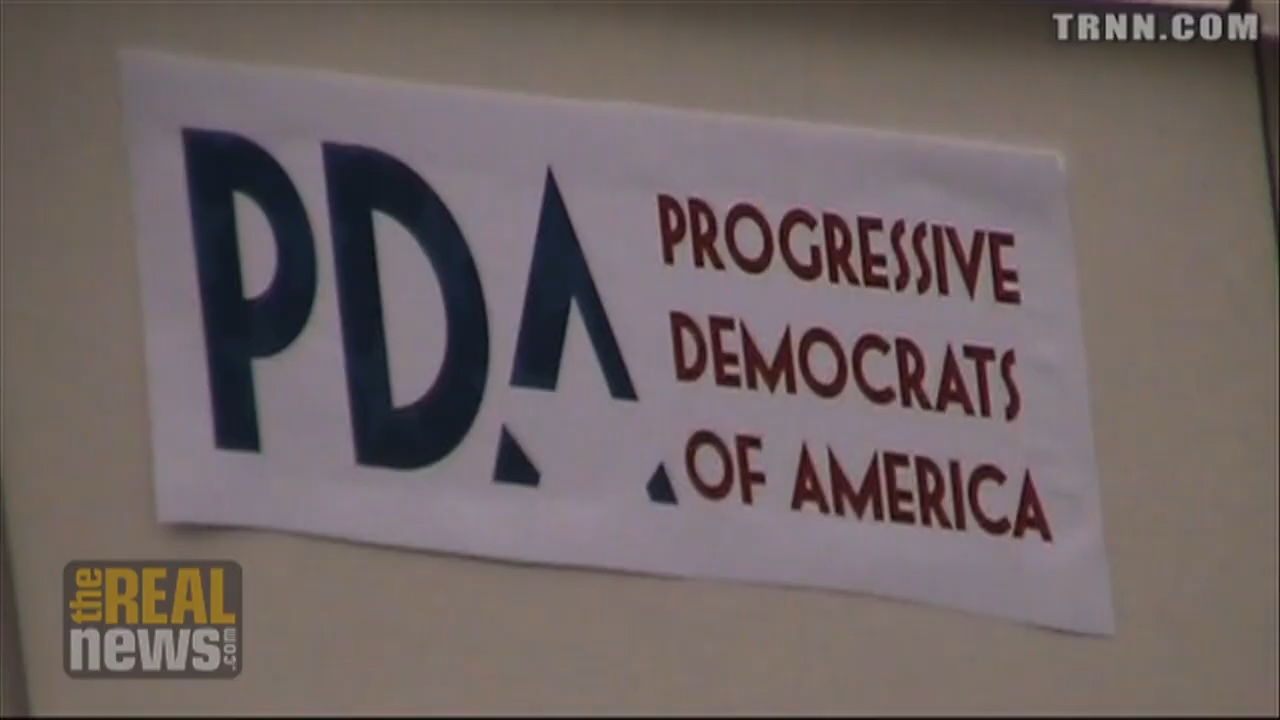 TRNN.COM
PDA
PROGRESSIVE
DEMOCRATS
OF AMERICA
the REAL
news.com